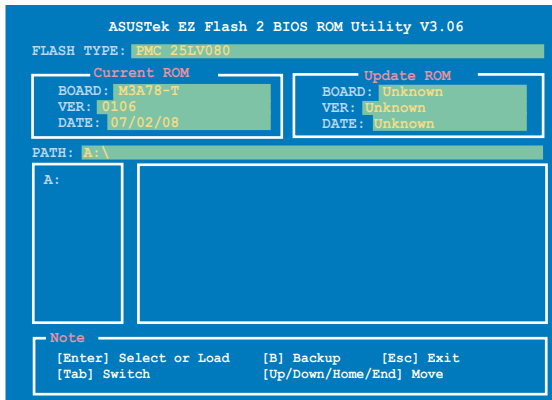 ASUSTek EZ Flash 2 BIOS ROM Utility V3.06
FLASH TYPE: PMC 25LV080
Current ROM
BOARD: M3A78-T
VER: 0106
DATE: 07/02/08
Update ROM
BOARD: Unknown
VER: Unknown
DATE: Unknown
PATH: A:\
A:
Note
[Enter] Select or Load [B] Backup [Esc] Exit
[Tab] Switch [Up/Down/Home/End] Move